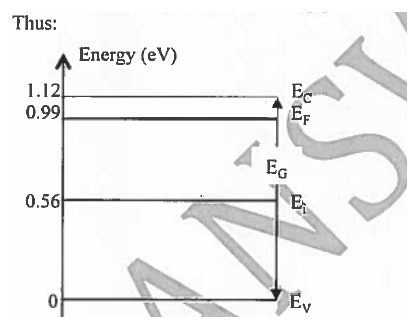 Thus:
Energy (eV)
1.12 E_C
0.99 E_F
E_G
0.56 E_i
0 E_V